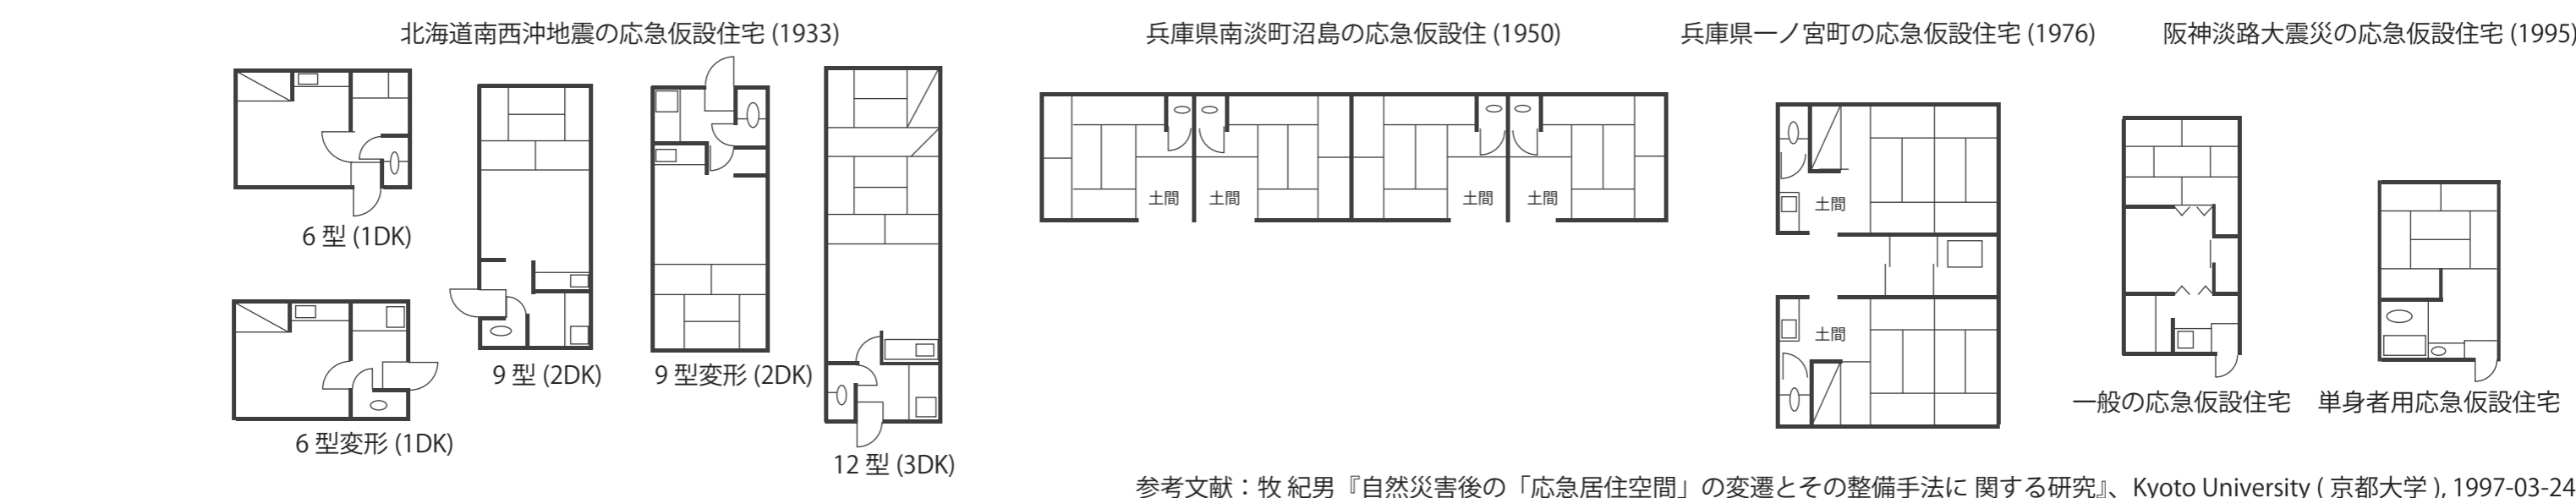 北海道南西沖地震の応急仮設住宅 (1933)
兵庫県南淡町沼島の応急仮設住 (1950)
兵庫県一ノ宮町の応急仮設住宅 (1976)
阪神淡路大震災の応急仮設住宅 (1995)
6 型 (1DK)
6 型変形 (1DK)
9 型 (2DK)
9 型変形 (2DK)
12 型 (3DK)
土間
土間
土間
土間
土間
土間
一般の応急仮設住宅
単身者用応急仮設住宅
参考文献：牧 紀男『自然災害後の「応急居住空間」の変遷とその整備手法に 関する研究』、Kyoto University ( 京都大学 ), 1997-03-24